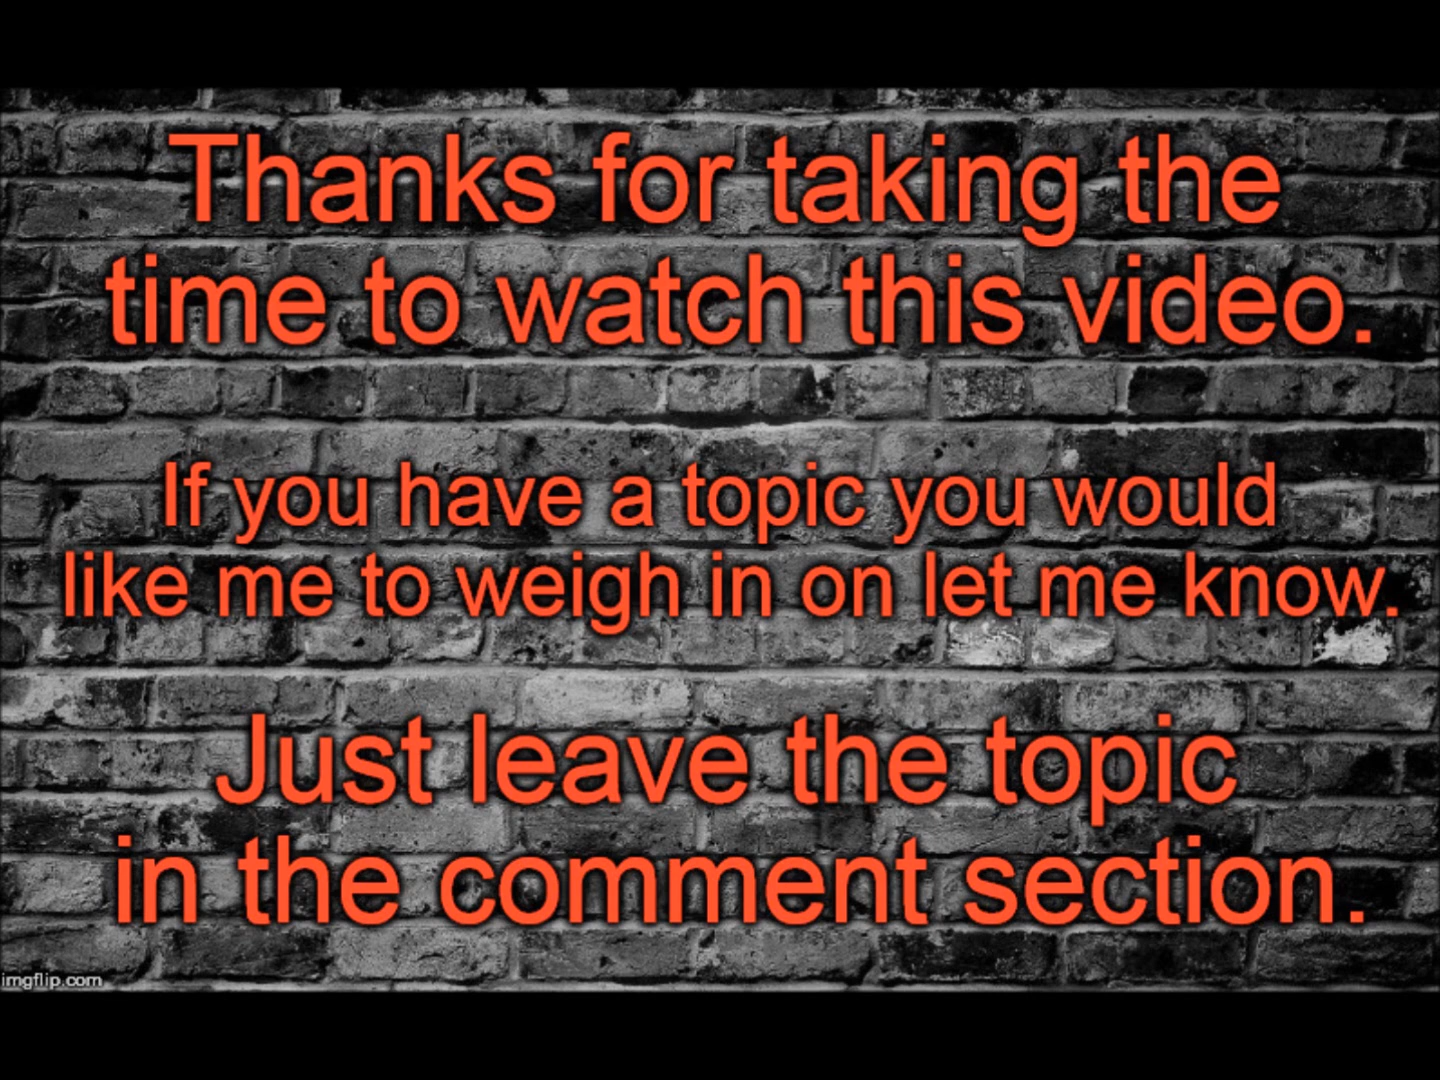 Thanks for taking the
time to watch this video.
If you have a topic you would
like me to weigh in on let me know.
Just leave the topic
in the comment section.
imgflip.com